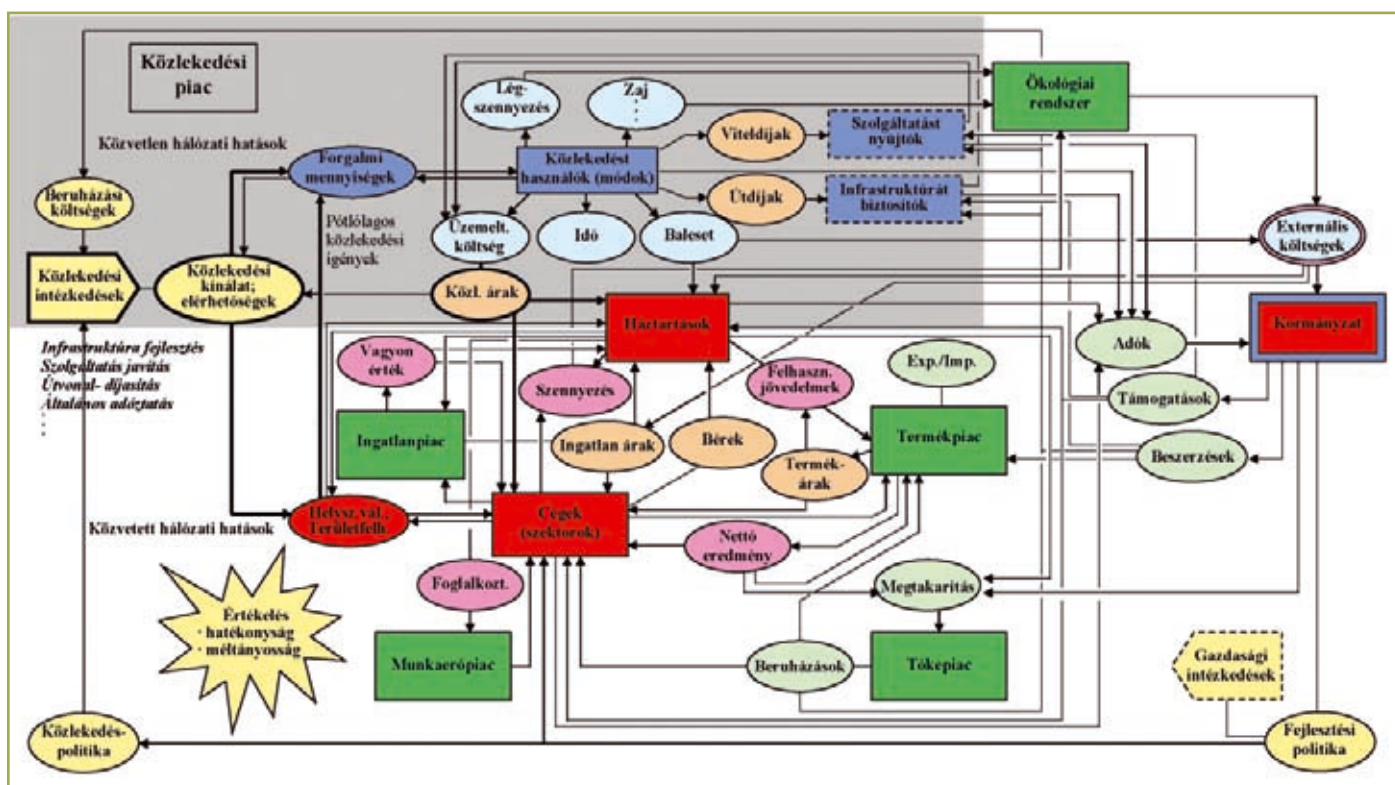 Közlekedési
piac
Lég-
szennyezés
Zaj
Ökológiai
rendszer
Közvetlen hálózati hatások
Forgalmi
mennyiségek
Közlekedést
használók (módok)
Viteldíjak
Szolgáltatást
nyújtók
Útdíjak
Infrastruktúrát
biztosítók
Beruházási
költségek
Pótlólagos
közlekedési
igények
Üzemelt.
költség
Idő
Baleset
Externális
költségek
Közlekedési
intézkedések
Közlekedési
kínálat;
elérhetőségek
Közl. árak
Háztartások
Adók
Kormányzat
Infrastruktúra fejlesztés
Szolgáltatás javítás
Útvonal- díjasítás
Általános adóztatás
Vagyon
érték
Szennyezés
Felhaszn.
jövedelmek
Exp./Imp.
Támogatások
Ingatlanpiac
Ingatlan árak
Bérek
Termék-
árak
Termékpiac
Beszerzések
Közvetett hálózati hatások
Helysz.vál.,
Területfelh.
Cégek
(szektorok)
Nettó
eredmény
Foglalkozt.
Megtakarítás
Értékelés
· hatékonyság
· méltányosság
Munkaerőpiac
Beruházások
Tőkepiac
Gazdasági
intézkedések
Közlekedés-
politika
Fejlesztési
politika